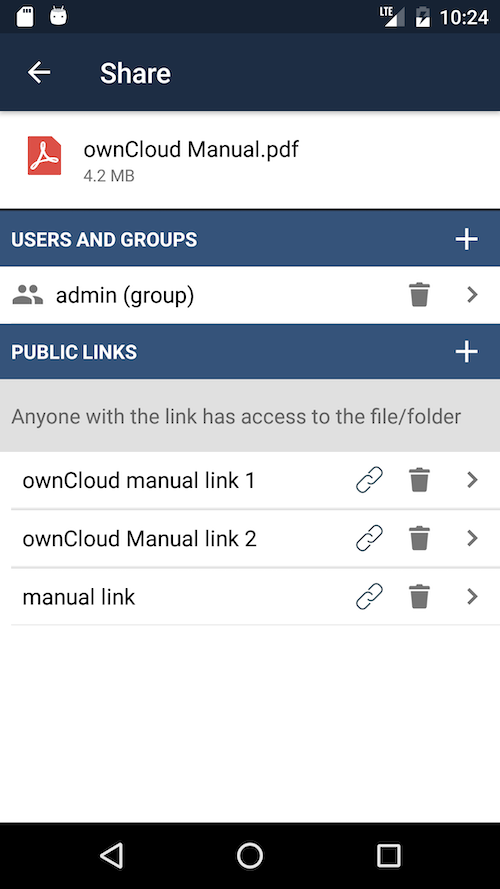 LTE 10:24
Share
ownCloud Manual.pdf
4.2 MB
USERS AND GROUPS
admin (group)
PUBLIC LINKS
Anyone with the link has access to the file/folder
ownCloud manual link 1
ownCloud Manual link 2
manual link